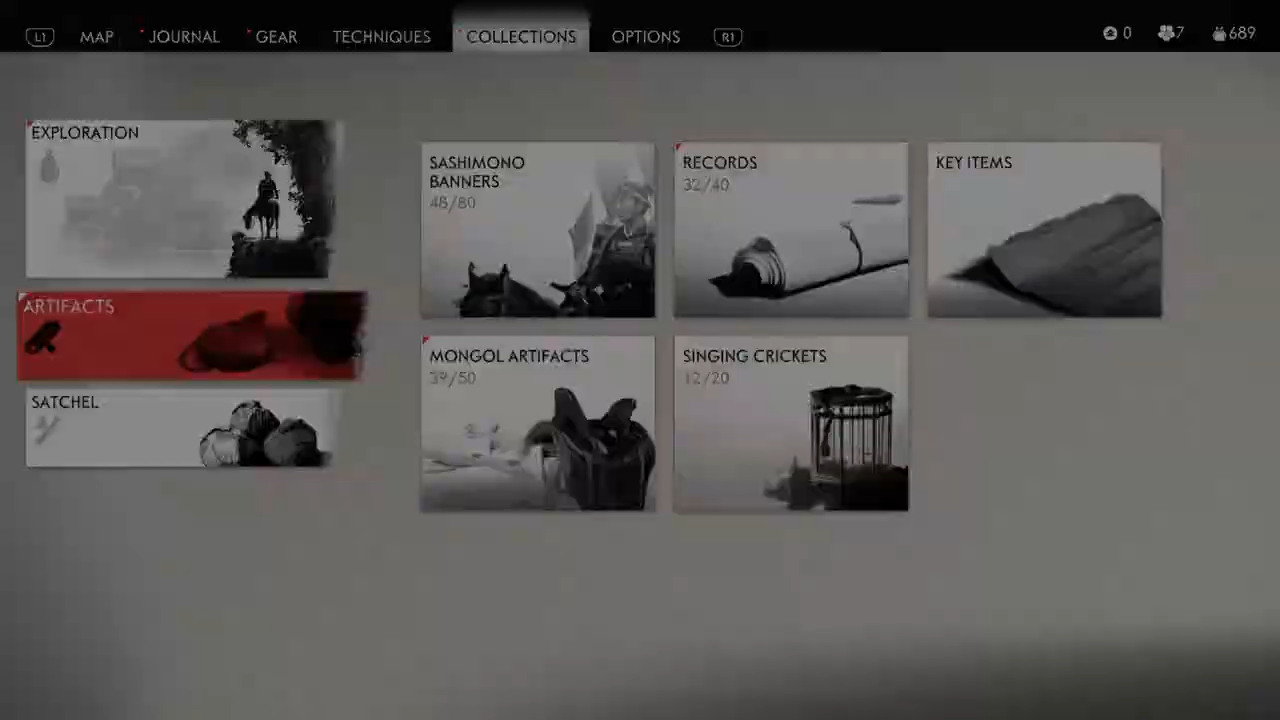 L1 MAP JOURNAL GEAR TECHNIQUES COLLECTIONS OPTIONS R1 0 7 689
EXPLORATION
ARTIFACTS
SATCHEL
SASHIMONO
BANNERS
48/80
RECORDS
32/40
KEY ITEMS
MONGOL ARTIFACTS
39/50
SINGING CRICKETS
12/20